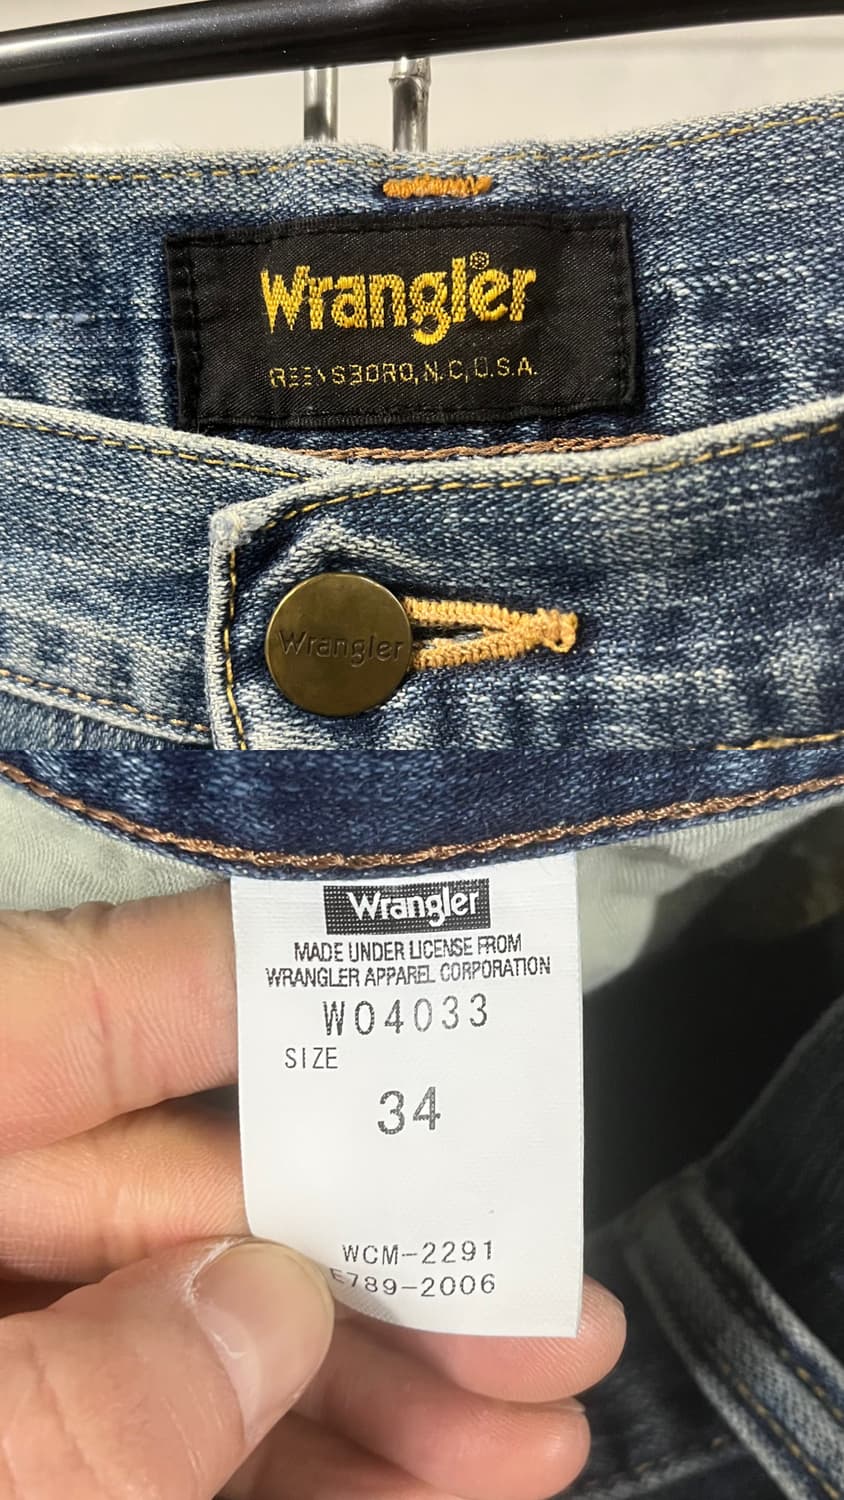 Wrangler®
GREENSBORO, N.C, U.S.A.
Wrangler
Wrangler
MADE UNDER LICENSE FROM
WRANGLER APPAREL CORPORATION
W04033
SIZE
34
WCM-2291
E789-2006